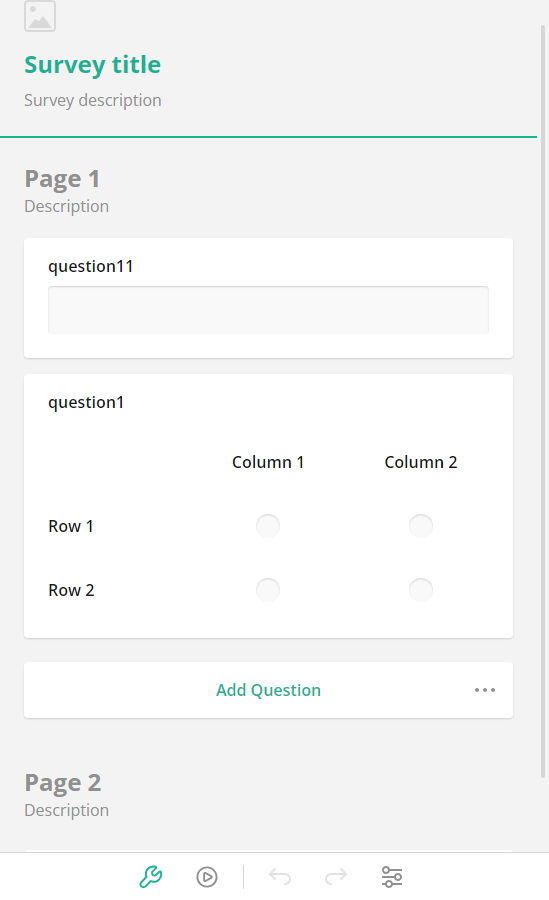 Survey title
Survey description
Page 1
Description
question11
question1
Column 1 Column 2
Row 1
Row 2
Add Question
Page 2
Description